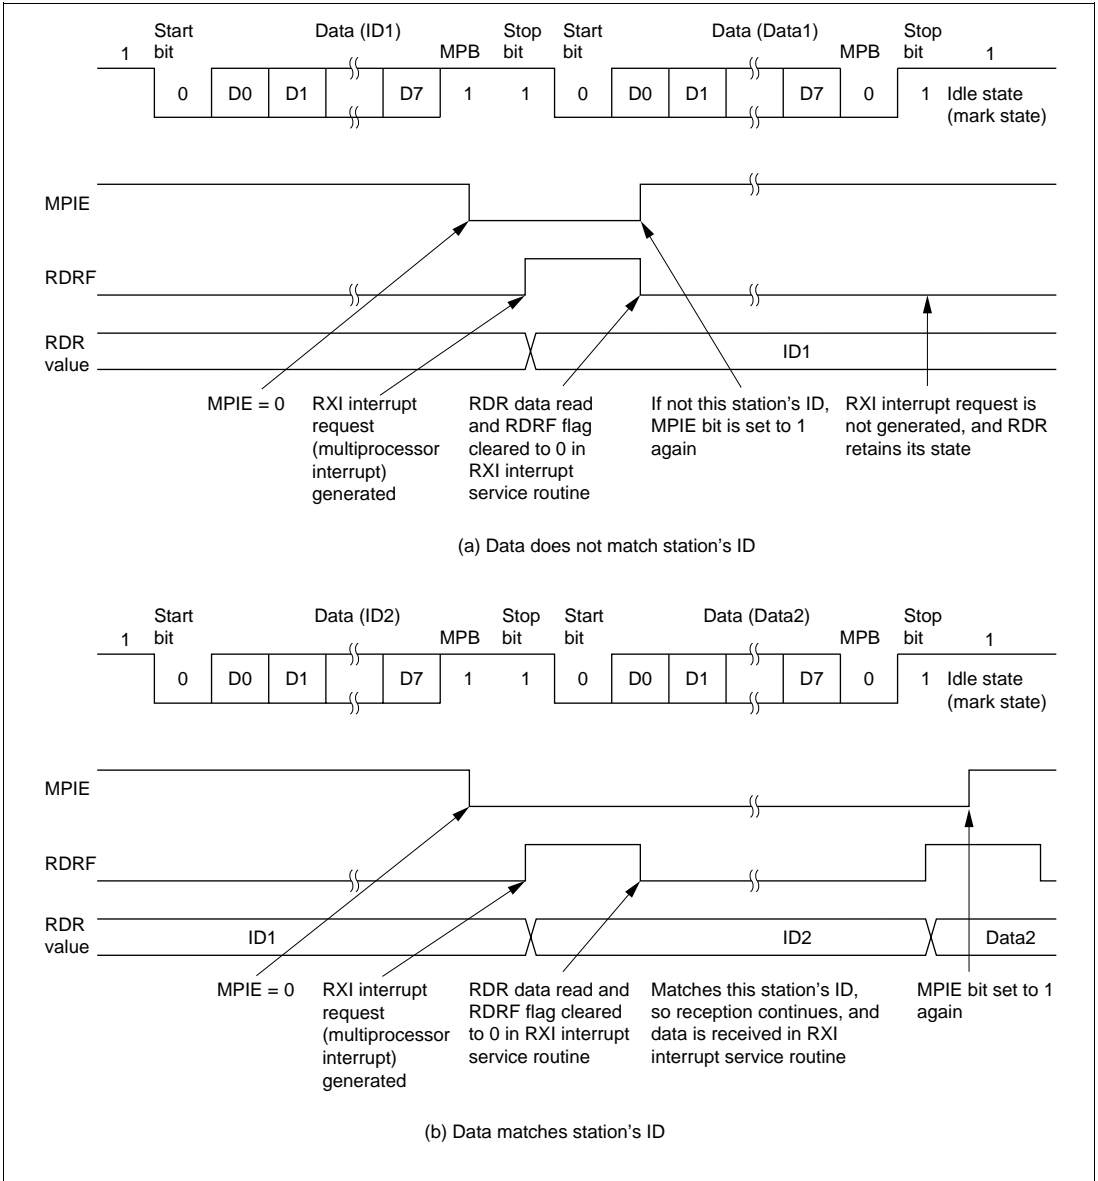 Start bit
Data (ID1)
MPB
Stop bit
Start bit
Data (Data1)
MPB
Stop bit
1
1
0 D0 D1 D7 1 1 0 D0 D1 D7 0 1
Idle state (mark state)
MPIE
RDRF
RDR value
ID1
MPIE = 0
RXI interrupt
request
(multiprocessor
interrupt)
generated
RDR data read
and RDRF flag
cleared to 0 in
RXI interrupt
service routine
If not this station's ID,
MPIE bit is set to 1
again
RXI interrupt request is
not generated, and RDR
retains its state
(a) Data does not match station's ID
Start bit
Data (ID2)
MPB
Stop bit
Start bit
Data (Data2)
MPB
Stop bit
1
1
0 D0 D1 D7 1 1 0 D0 D1 D7 0 1
Idle state (mark state)
MPIE
RDRF
RDR value
ID1
ID2
Data2
MPIE = 0
RXI interrupt
request
(multiprocessor
interrupt)
generated
RDR data read and
RDRF flag cleared
to 0 in RXI interrupt
service routine
Matches this station's ID,
so reception continues, and
data is received in RXI
interrupt service routine
MPIE bit set to 1
again
(b) Data matches station's ID